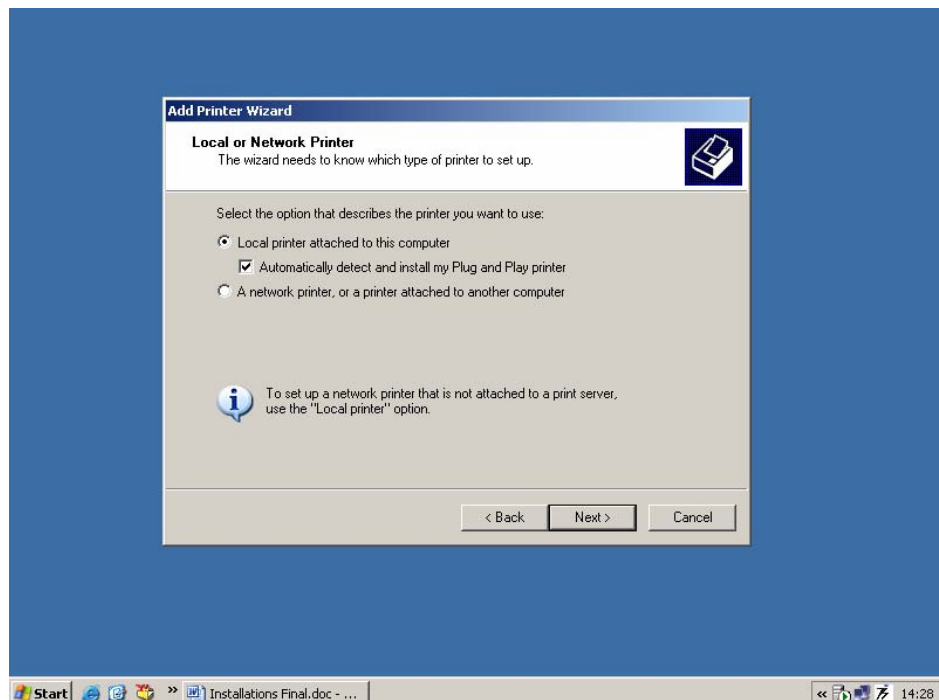 Add Printer Wizard
Local or Network Printer
The wizard needs to know which type of printer to set up.
Select the option that describes the printer you want to use:
Local printer attached to this computer
Automatically detect and install my Plug and Play printer
A network printer, or a printer attached to another computer
To set up a network printer that is not attached to a print server,
use the "Local printer" option.
< Back Next > Cancel
Start » Installations Final.doc - ... « 14:28